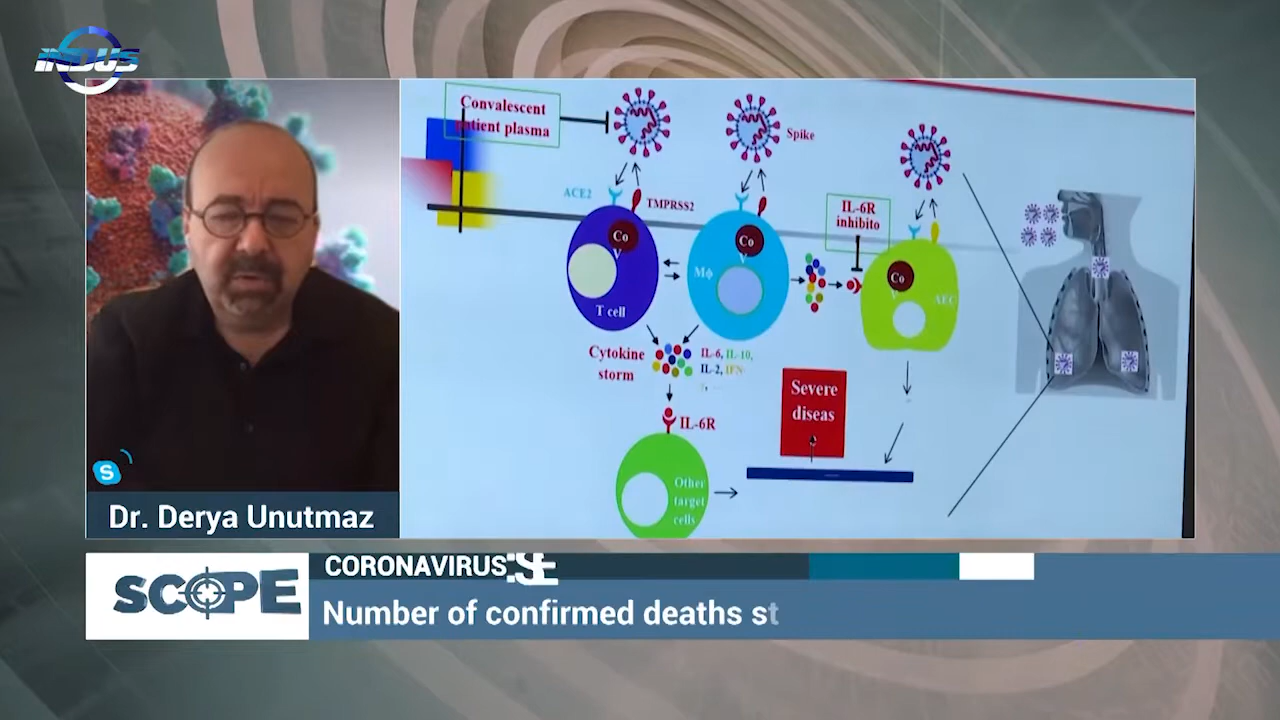 INDUS
Convalescent
patient plasma
Spike
ACE2
TMPRSS2
IL-6R
inhibito
Co
V
Co
V
Co
Mϕ
AEC
T cell
Cytokine
storm
IL-6, IL-10,
IL-2, IFN-
IL-6R
Severe
diseas
Other
target
cells
S
Dr. Derya Unutmaz
SCOPE
CORONAVIRUS
Number of confirmed deaths st